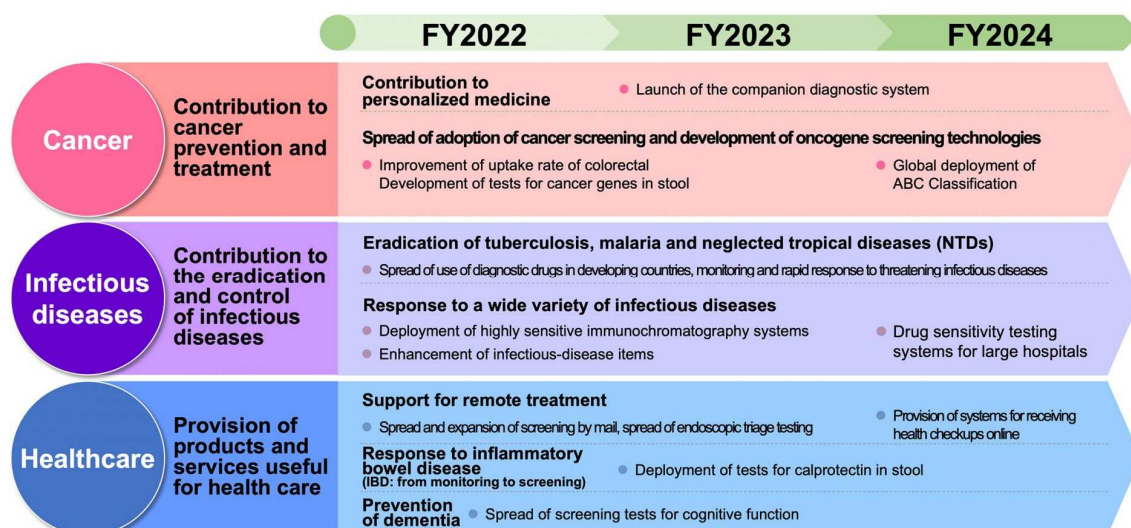 FY2022
FY2023
FY2024
Cancer
Contribution to
cancer
prevention and
treatment
Contribution to
personalized medicine
Launch of the companion diagnostic system
Spread of adoption of cancer screening and development of oncogene screening technologies
Improvement of uptake rate of colorectal
Development of tests for cancer genes in stool
Global deployment of
ABC Classification
Infectious
diseases
Contribution to
the eradication
and control
of infectious
diseases
Eradication of tuberculosis, malaria and neglected tropical diseases (NTDs)
Spread of use of diagnostic drugs in developing countries, monitoring and rapid response to threatening infectious diseases
Response to a wide variety of infectious diseases
Deployment of highly sensitive immunochromatography systems
Enhancement of infectious-disease items
Drug sensitivity testing
systems for large hospitals
Healthcare
Provision of
products and
services useful
for health care
Support for remote treatment
Spread and expansion of screening by mail, spread of endoscopic triage testing
Provision of systems for receiving
health checkups online
Response to inflammatory
bowel disease
(IBD: from monitoring to screening)
Deployment of tests for calprotectin in stool
Prevention
of dementia
Spread of screening tests for cognitive function